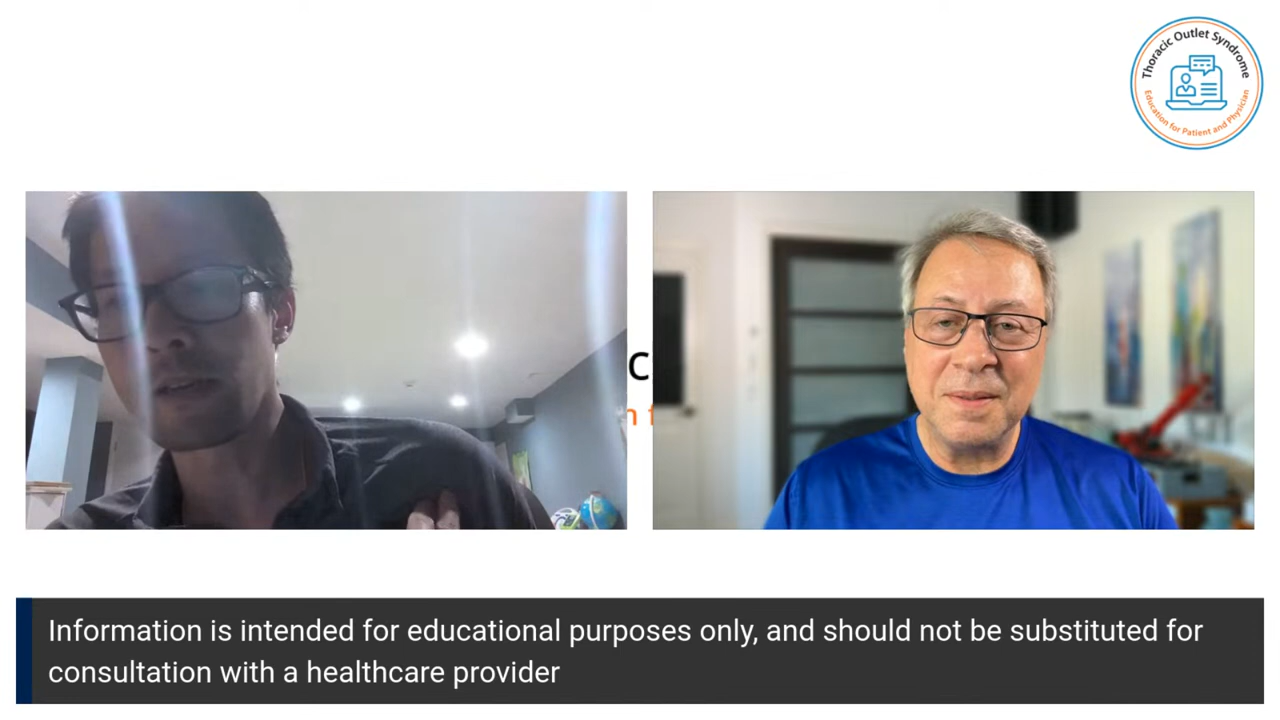 Thoracic Outlet Syndrome
Education for Patient and Physician
Information is intended for educational purposes only, and should not be substituted for
consultation with a healthcare provider